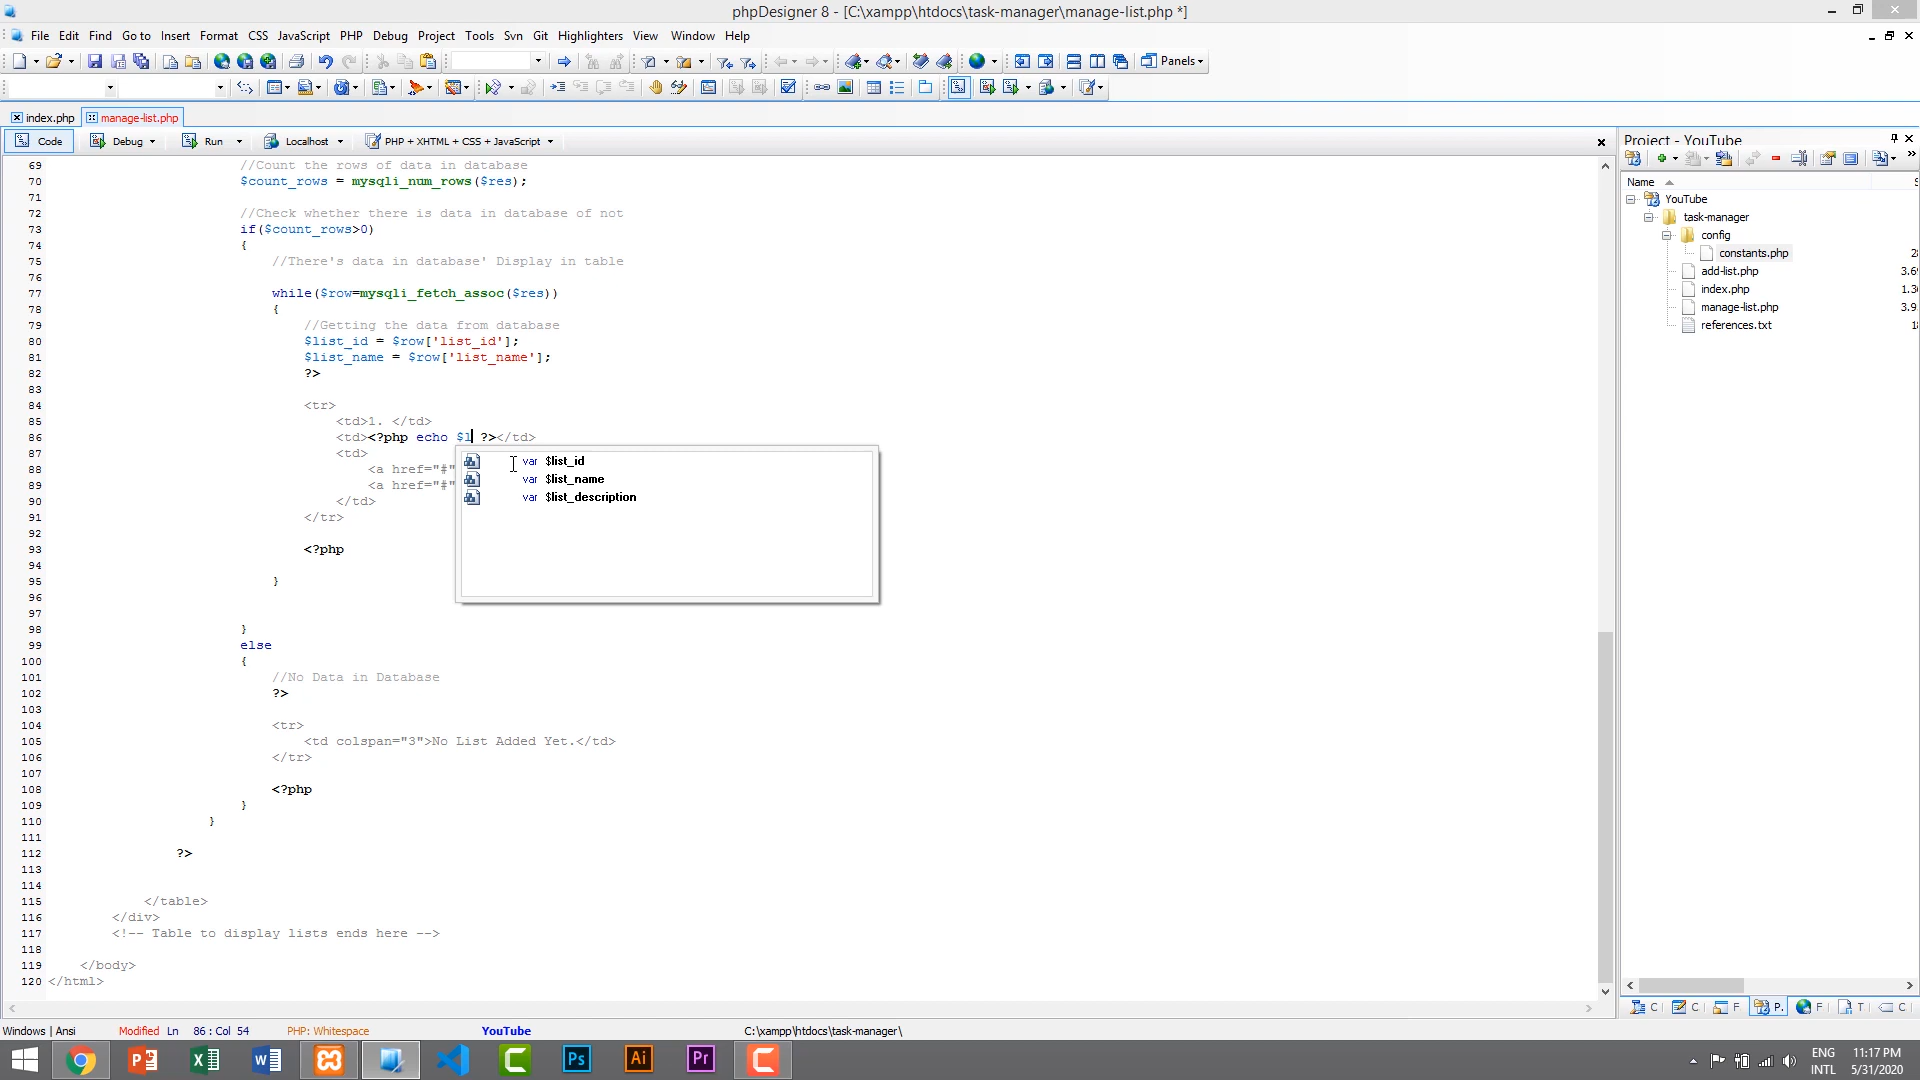 phpDesigner 8 - [C:\xampp\htdocs\task-manager\manage-list.php *]
File Edit Find Go to Insert Format CSS JavaScript PHP Debug Project Tools Svn Git Highlighters View Window Help
Panels
index.php manage-list.php
Code Debug Run Localhost PHP + XHTML + CSS + JavaScript
Project - YouTube
Name
YouTube
task-manager
config
constants.php
add-list.php
index.php
manage-list.php
references.txt
69 //Count the rows of data in database
70 $count_rows = mysqli_num_rows($res);
71
72 //Check whether there is data in database of not
73 if($count_rows>0)
74 {
75 //There's data in database' Display in table
76
77 while($row=mysqli_fetch_assoc($res))
78 {
79 //Getting the data from database
80 $list_id = $row['list_id'];
81 $list_name = $row['list_name'];
82 ?>
83
84 <tr>
85 <td>1. </td>
86 <td><?php echo $l ?></td>
87 <td>
88 <a href="#"
89 <a href="#"
90 </td>
91 </tr>
92
93 <?php
94
95 }
96
97
98 }
99 else
100 {
101 //No Data in Database
102 ?>
103
104 <tr>
105 <td colspan="3">No List Added Yet.</td>
106 </tr>
107
108 <?php
109 }
110 }
111
112 ?>
113
114
115 </table>
116 </div>
117 <!-- Table to display lists ends here -->
118
119 </body>
120 </html>
var $list_id
var $list_name
var $list_description
C C F P. F T C
Windows | Ansi Modified Ln 86 : Col 54 PHP: Whitespace YouTube C:\xampp\htdocs\task-manager\
Ps Ai Pr
ENG
INTL
11:17 PM
5/31/2020